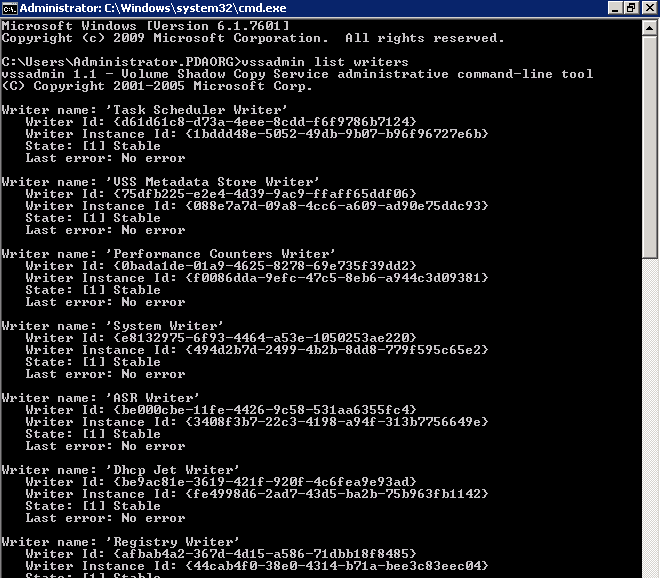 Administrator: C:\Windows\system32\cmd.exe
Microsoft Windows [Version 6.1.7601]
Copyright (c) 2009 Microsoft Corporation.  All rights reserved.
C:\Users\Administrator.PDAORG>vssadmin list writers
vssadmin 1.1 - Volume Shadow Copy Service administrative command-line tool
(C) Copyright 2001-2005 Microsoft Corp.
Writer name: 'Task Scheduler Writer'
Writer Id: {d61d61c8-d73a-4eee-8cdd-f6f9786b7124}
Writer Instance Id: {1bddd48e-5052-49db-9b07-b96f96727e6b}
State: [1] Stable
Last error: No error
Writer name: 'VSS Metadata Store Writer'
Writer Id: {75dfb225-e2e4-4d39-9ac9-ffaff65ddf06}
Writer Instance Id: {088e7a7d-09a8-4cc6-a609-ad90e75ddc93}
State: [1] Stable
Last error: No error
Writer name: 'Performance Counters Writer'
Writer Id: {0bada1de-01a9-4625-8278-69e735f39dd2}
Writer Instance Id: {f0086dda-9efc-47c5-8eb6-a944c3d09381}
State: [1] Stable
Last error: No error
Writer name: 'System Writer'
Writer Id: {e8132975-6f93-4464-a53e-1050253ae220}
Writer Instance Id: {494d2b7d-2499-4b2b-8dd8-779f595c65e2}
State: [1] Stable
Last error: No error
Writer name: 'ASR Writer'
Writer Id: {be000cbe-11fe-4426-9c58-531aa6355fc4}
Writer Instance Id: {3408f3b7-22c3-4198-a94f-313b7756649e}
State: [1] Stable
Last error: No error
Writer name: 'Dhcp Jet Writer'
Writer Id: {be9ac81e-3619-421f-920f-4c6fea9e93ad}
Writer Instance Id: {fe4998d6-2ad7-43d5-ba2b-75b963fb1142}
State: [1] Stable
Last error: No error
Writer name: 'Registry Writer'
Writer Id: {afbab4a2-367d-4d15-a586-71dbb18f8485}
Writer Instance Id: {44cab4f0-38e0-4314-b71a-bee3c83eec04}
State: [1] Stable